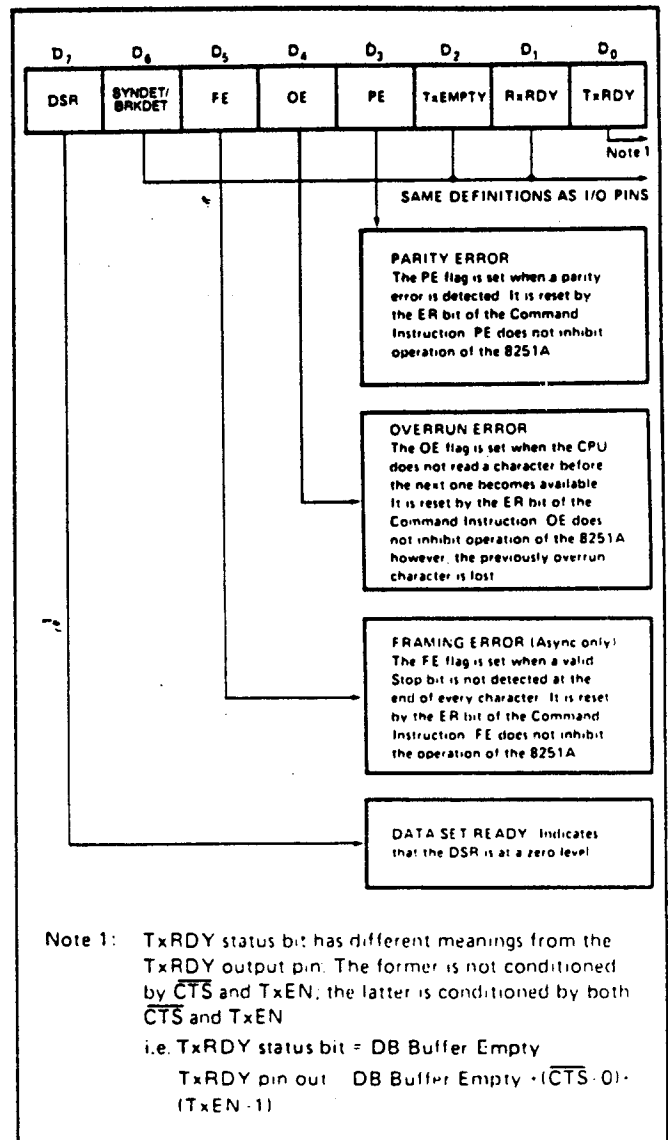 D7 D6 D5 D4 D3 D2 D1 D0
DSR SYNDET/ BRKDET FE OE PE TxEMPTY RxRDY TxRDY
Note 1
SAME DEFINITIONS AS I/O PINS
PARITY ERROR
The PE flag is set when a parity
error is detected. It is reset by
the ER bit of the Command
Instruction. PE does not inhibit
operation of the 8251A
OVERRUN ERROR
The OE flag is set when the CPU
does not read a character before
the next one becomes available
It is reset by the ER bit of the
Command Instruction. OE does
not inhibit operation of the 8251A
however, the previously overrun
character is lost
FRAMING ERROR (Async only)
The FE flag is set when a valid
Stop bit is not detected at the
end of every character. It is reset
by the ER bit of the Command
Instruction. FE does not inhibit
the operation of the 8251A
DATA SET READY Indicates
that the DSR is at a zero level
Note 1: TxRDY status bit has different meanings from the
TxRDY output pin. The former is not conditioned
by C̅T̅S̅ and TxEN; the latter is conditioned by both
C̅T̅S̅ and TxEN
i.e. TxRDY status bit = DB Buffer Empty
TxRDY pin out DB Buffer Empty ·(C̅T̅S̅·0)·
(TxEN·1)